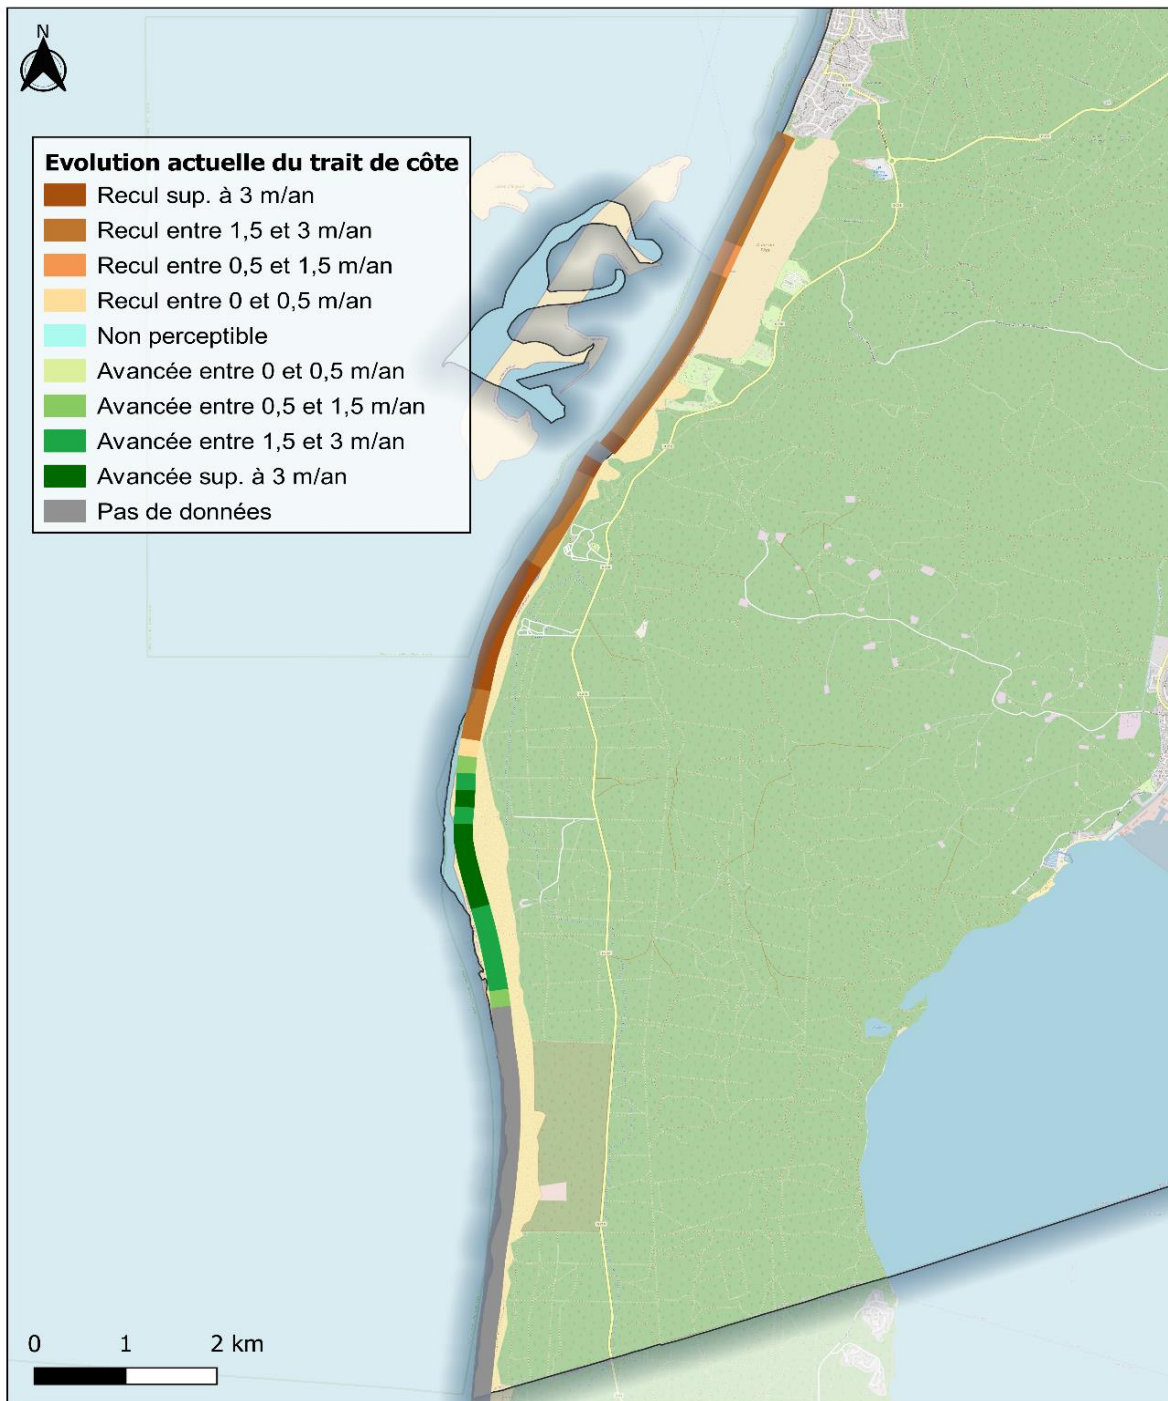 N
Evolution actuelle du trait de côte
Recul sup. à 3 m/an
Recul entre 1,5 et 3 m/an
Recul entre 0,5 et 1,5 m/an
Recul entre 0 et 0,5 m/an
Non perceptible
Avancée entre 0 et 0,5 m/an
Avancée entre 0,5 et 1,5 m/an
Avancée entre 1,5 et 3 m/an
Avancée sup. à 3 m/an
Pas de données
0 1 2 km